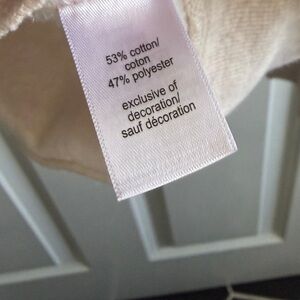 53% cotton/
coton
47% polyester
exclusive of
decoration/
sauf décoration